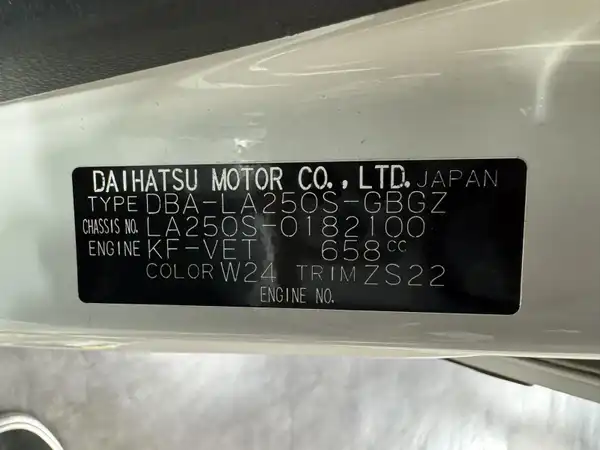 DAIHATSU MOTOR CO., LTD. JAPAN
TYPE DBA-LA250S-GBGZ
CHASSIS NO. LA250S-0182100
ENGINE KF-VET 658cc
COLOR W24 TRIM ZS22
ENGINE NO.